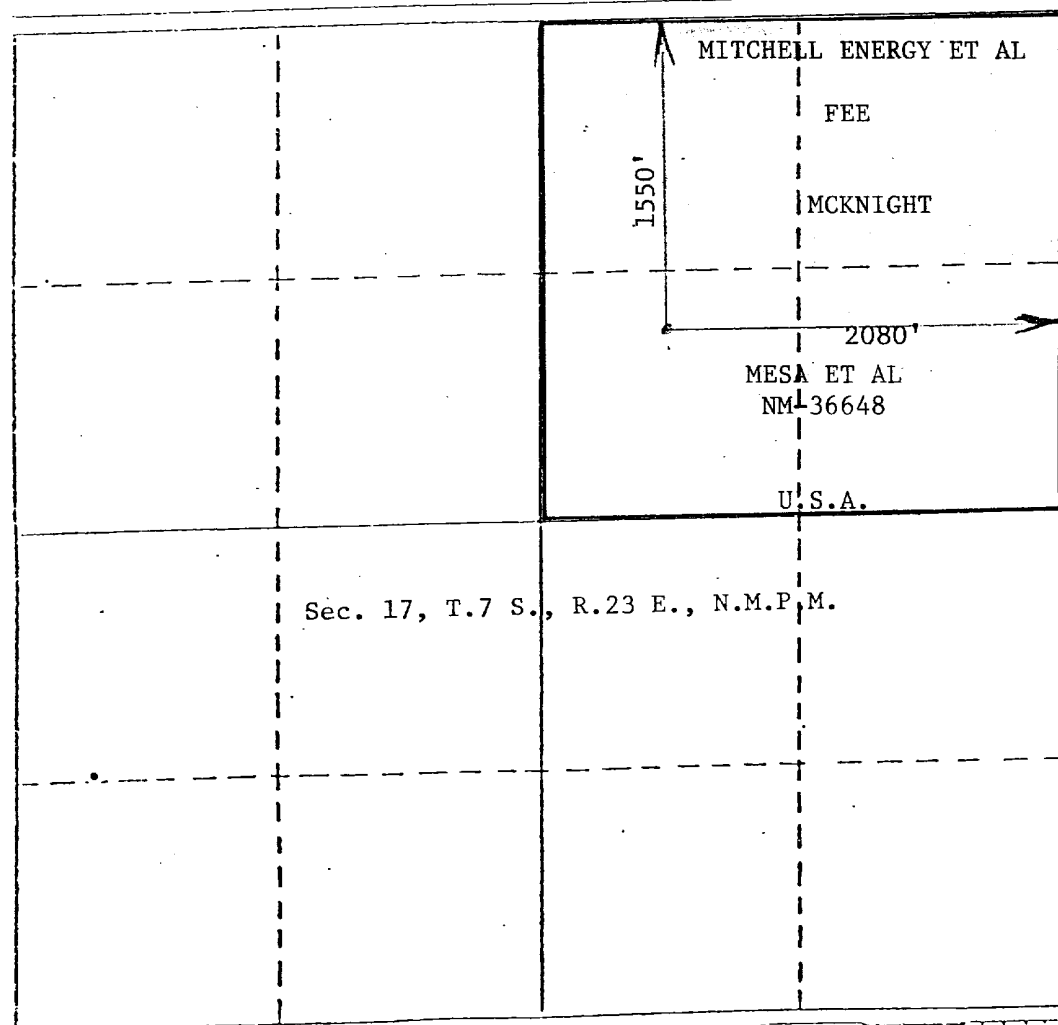 MITCHELL ENERGY ET AL
FEE
1550'
MCKNIGHT
2080'
MESA ET AL
NM-36648
U.S.A.
Sec. 17, T.7 S., R.23 E., N.M.P.M.